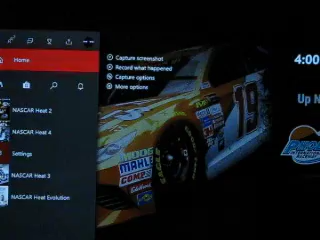 Home
Capture screenshot
Record what happened
Capture options
More options
4:00
Up N
NASCAR Heat 2
NASCAR Heat 4
Settings
NASCAR Heat 3
NASCAR Heat Evolution
19
MAHLE